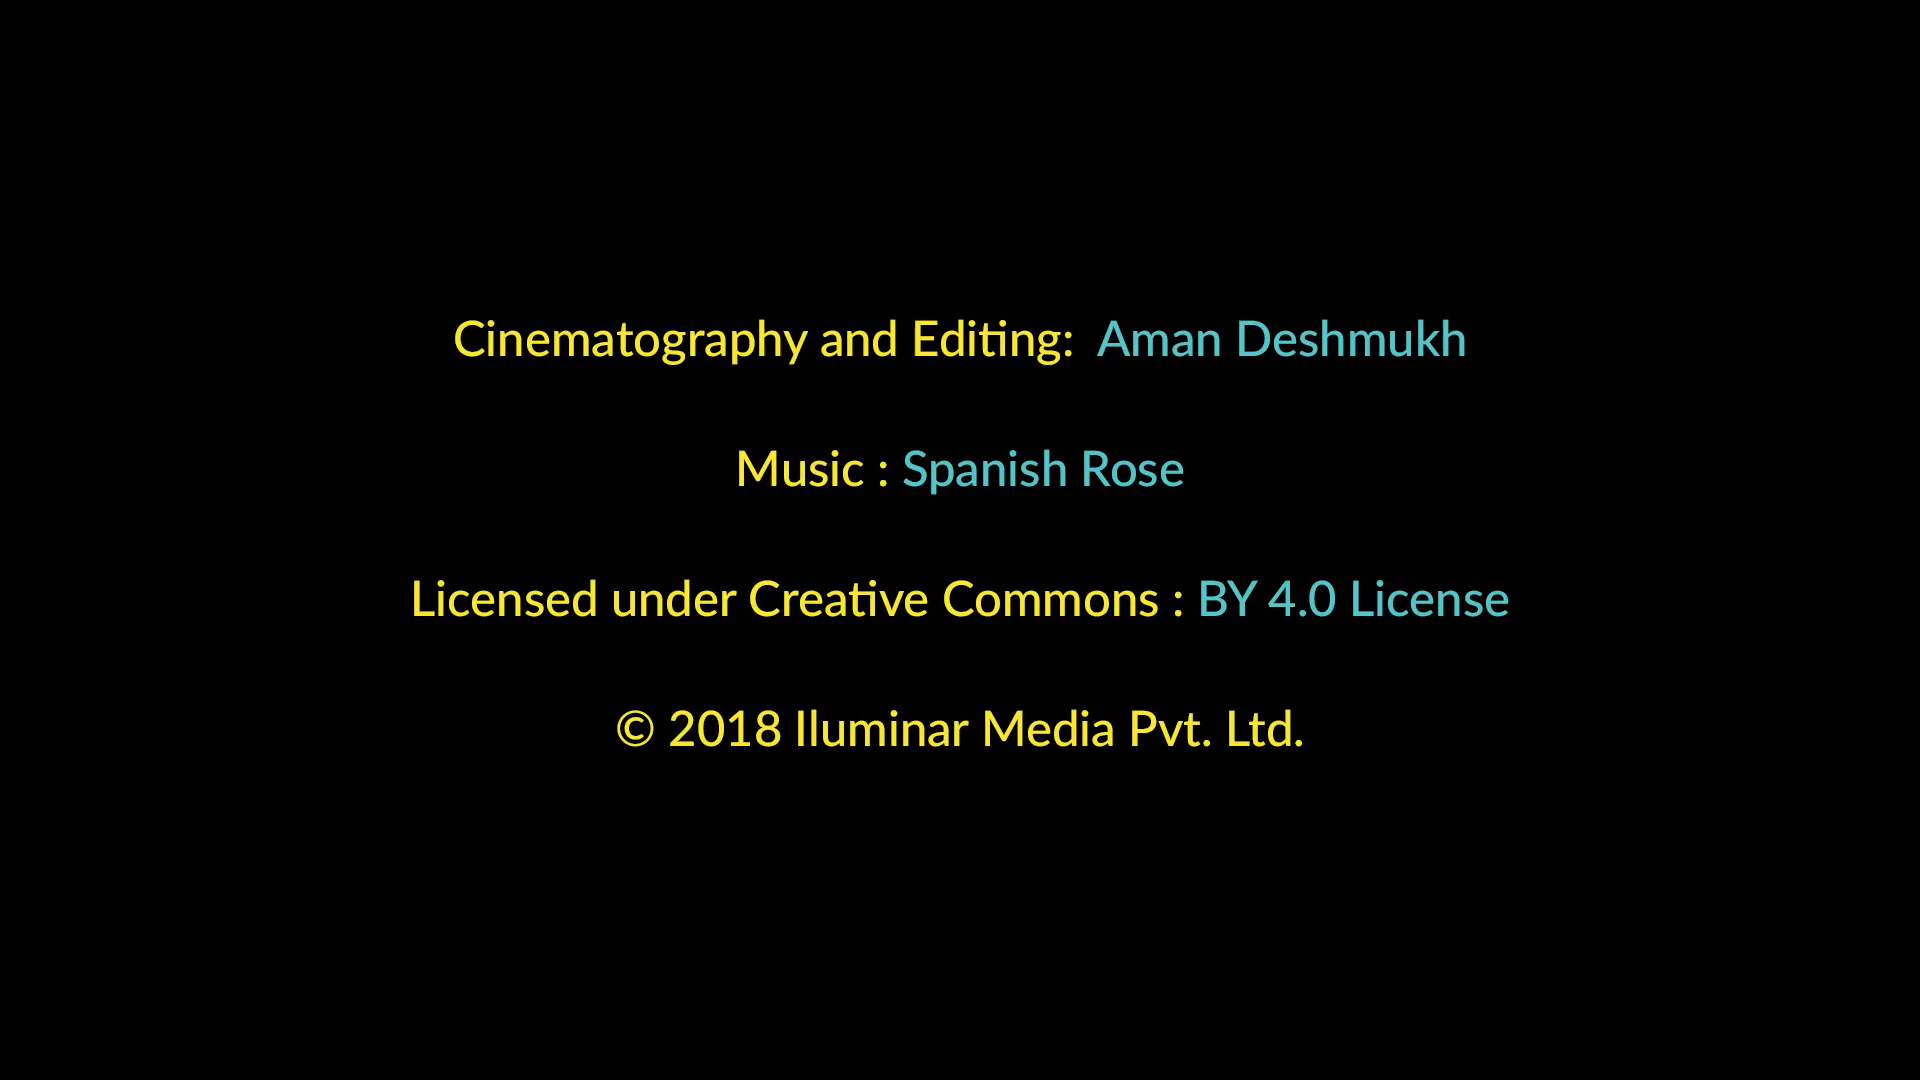 Cinematography and Editing:  Aman Deshmukh
Music : Spanish Rose
Licensed under Creative Commons : BY 4.0 License
© 2018 Iluminar Media Pvt. Ltd.